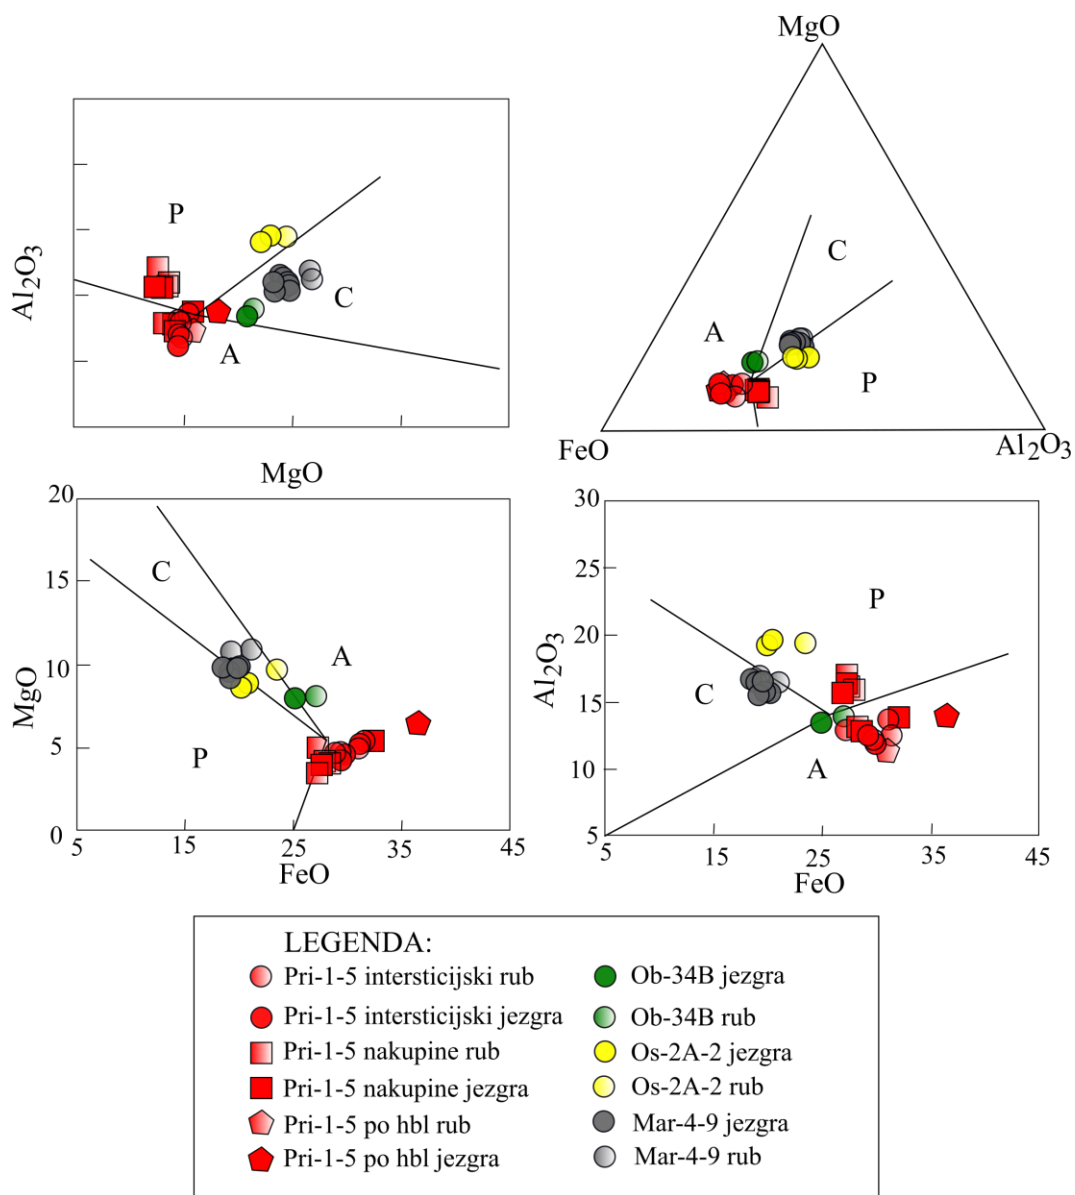 MgO
P
C
A
Al₂O₃
MgO
C
A
P
FeO
Al₂O₃
20
15
10
5
0
MgO
C
A
P
5
15
25
35
45
FeO
30
25
20
15
10
5
Al₂O₃
P
C
A
5
15
25
35
45
FeO
LEGENDA:
Pri-1-5 intersticijski rub
Pri-1-5 intersticijski jezgra
Pri-1-5 nakupine rub
Pri-1-5 nakupine jezgra
Pri-1-5 po hbl rub
Pri-1-5 po hbl jezgra
Ob-34B jezgra
Ob-34B rub
Os-2A-2 jezgra
Os-2A-2 rub
Mar-4-9 jezgra
Mar-4-9 rub